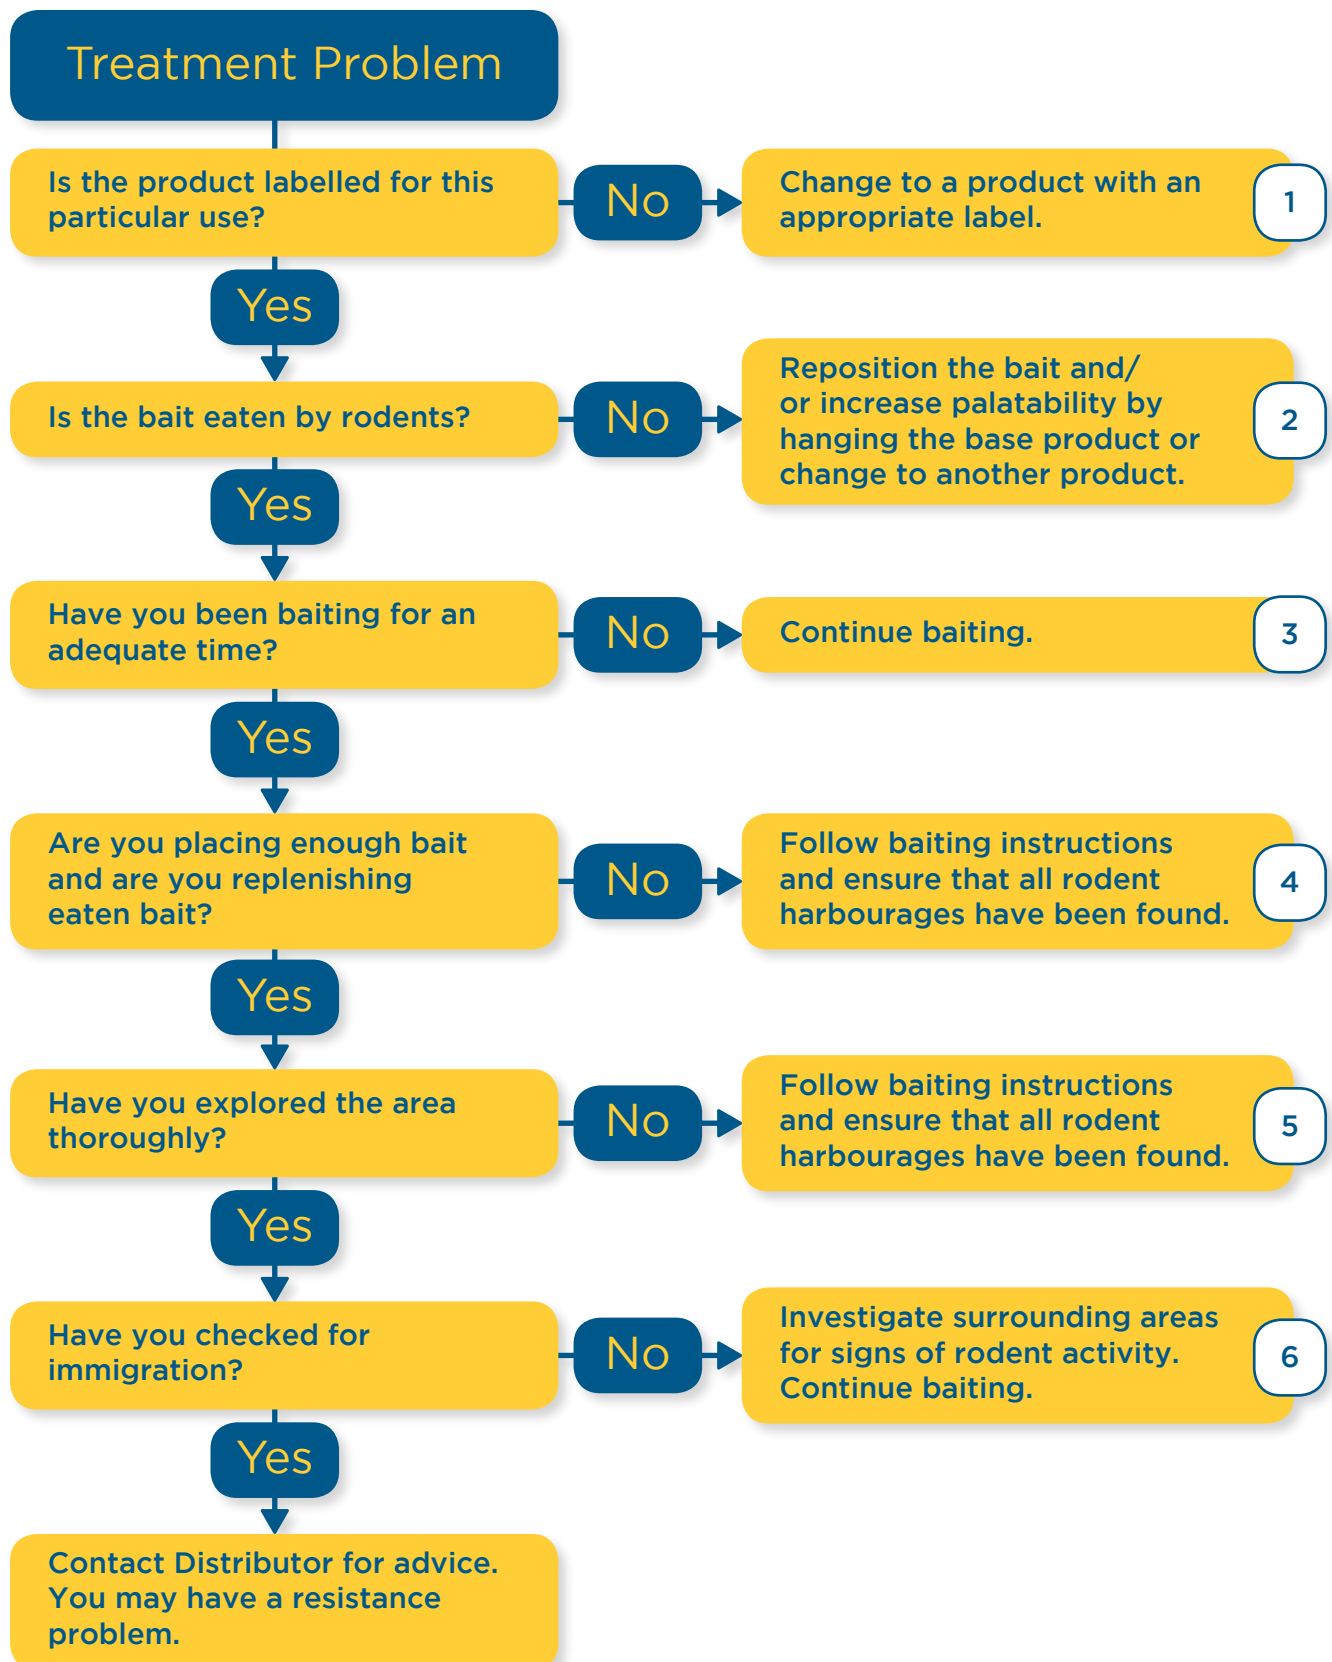 Treatment Problem
Is the product labelled for this
particular use?
No
Change to a product with an
appropriate label.
1
Yes
Is the bait eaten by rodents?
No
Reposition the bait and/
or increase palatability by
hanging the base product or
change to another product.
2
Yes
Have you been baiting for an
adequate time?
No
Continue baiting.
3
Yes
Are you placing enough bait
and are you replenishing
eaten bait?
No
Follow baiting instructions
and ensure that all rodent
harbourages have been found.
4
Yes
Have you explored the area
thoroughly?
No
Follow baiting instructions
and ensure that all rodent
harbourages have been found.
5
Yes
Have you checked for
immigration?
No
Investigate surrounding areas
for signs of rodent activity.
Continue baiting.
6
Yes
Contact Distributor for advice.
You may have a resistance
problem.